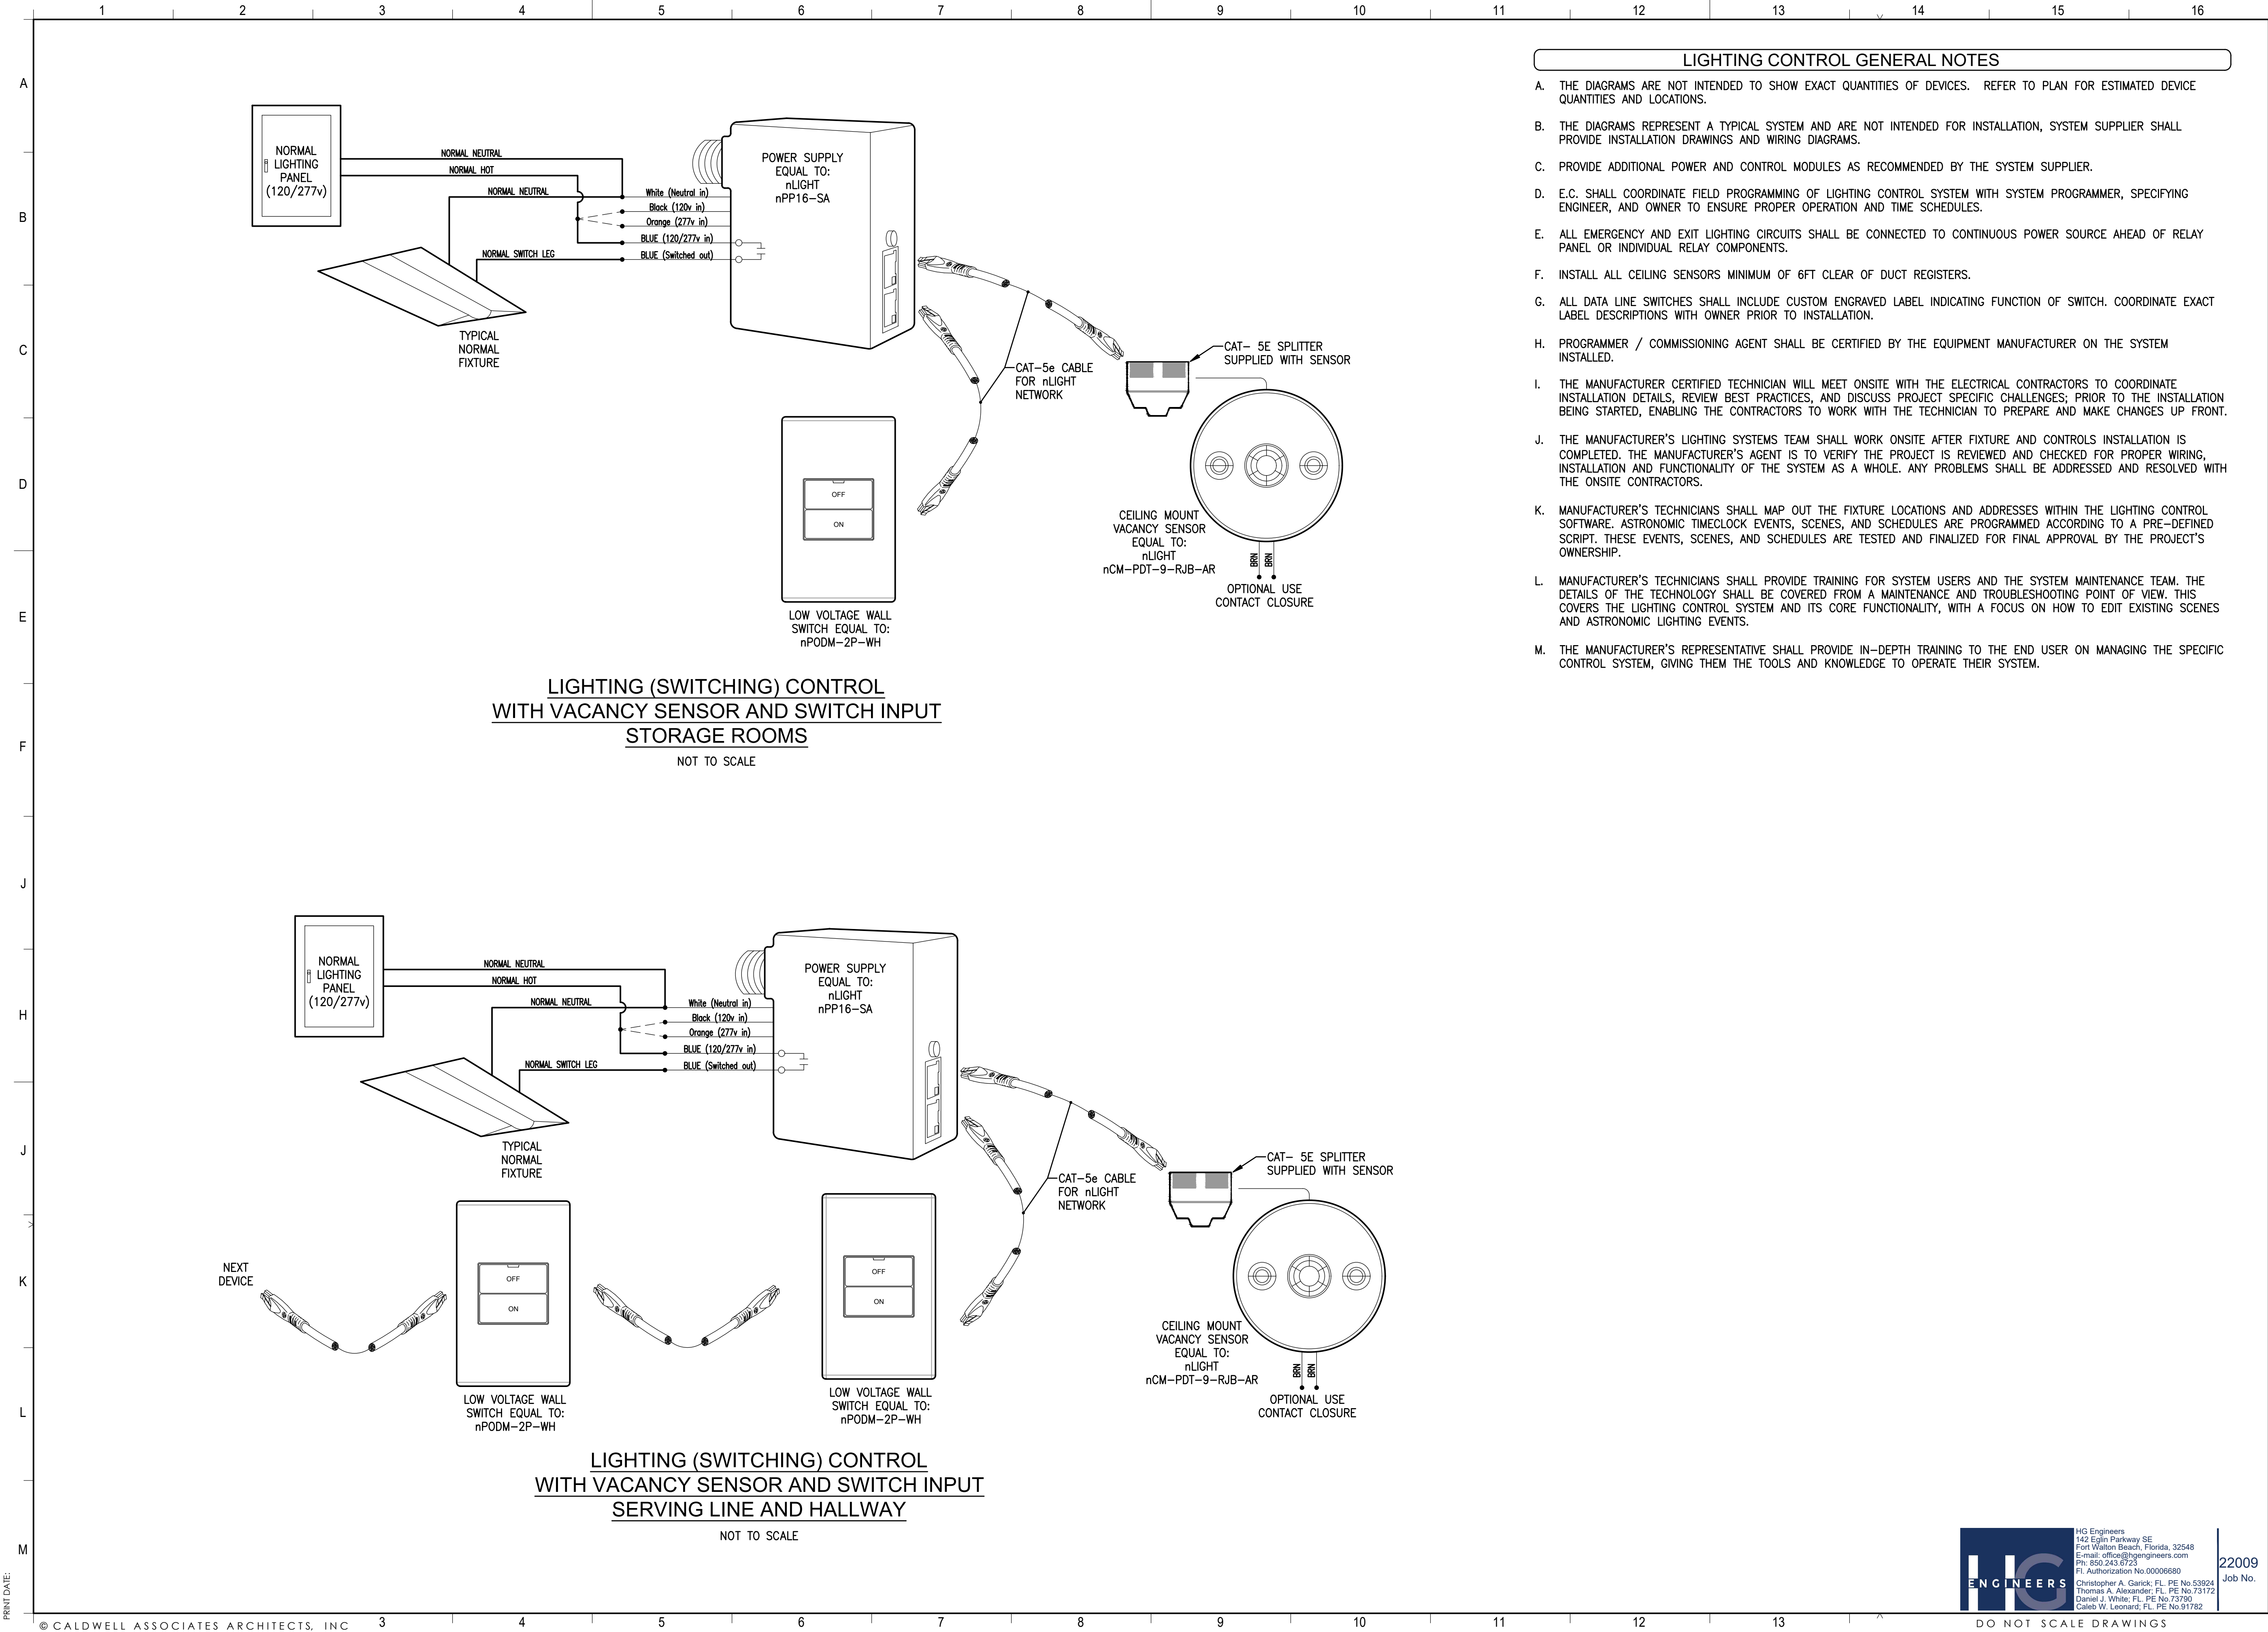 1 2 3 4 5 6 7 8 9 10 11 12 13 14 15 16
A
B
C
D
E
F
J
H
J
K
L
M
NORMAL
LIGHTING
PANEL
(120/277v)
NORMAL NEUTRAL
NORMAL HOT
NORMAL NEUTRAL
NORMAL SWITCH LEG
White (Neutral in)
Black (120v in)
Orange (277v in)
BLUE (120/277v in)
BLUE (Switched out)
POWER SUPPLY
EQUAL TO:
nLIGHT
nPP16-SA
TYPICAL
NORMAL
FIXTURE
CAT-5e CABLE
FOR nLIGHT
NETWORK
CAT- 5E SPLITTER
SUPPLIED WITH SENSOR
OFF
ON
LOW VOLTAGE WALL
SWITCH EQUAL TO:
nPODM-2P-WH
CEILING MOUNT
VACANCY SENSOR
EQUAL TO:
nLIGHT
nCM-PDT-9-RJB-AR
BRN
BRN
OPTIONAL USE
CONTACT CLOSURE
LIGHTING (SWITCHING) CONTROL
WITH VACANCY SENSOR AND SWITCH INPUT
STORAGE ROOMS
NOT TO SCALE
NORMAL
LIGHTING
PANEL
(120/277v)
NORMAL NEUTRAL
NORMAL HOT
NORMAL NEUTRAL
NORMAL SWITCH LEG
White (Neutral in)
Black (120v in)
Orange (277v in)
BLUE (120/277v in)
BLUE (Switched out)
POWER SUPPLY
EQUAL TO:
nLIGHT
nPP16-SA
TYPICAL
NORMAL
FIXTURE
CAT-5e CABLE
FOR nLIGHT
NETWORK
CAT- 5E SPLITTER
SUPPLIED WITH SENSOR
NEXT
DEVICE
OFF
ON
LOW VOLTAGE WALL
SWITCH EQUAL TO:
nPODM-2P-WH
OFF
ON
LOW VOLTAGE WALL
SWITCH EQUAL TO:
nPODM-2P-WH
CEILING MOUNT
VACANCY SENSOR
EQUAL TO:
nLIGHT
nCM-PDT-9-RJB-AR
BRN
BRN
OPTIONAL USE
CONTACT CLOSURE
LIGHTING (SWITCHING) CONTROL
WITH VACANCY SENSOR AND SWITCH INPUT
SERVING LINE AND HALLWAY
NOT TO SCALE
LIGHTING CONTROL GENERAL NOTES
A. THE DIAGRAMS ARE NOT INTENDED TO SHOW EXACT QUANTITIES OF DEVICES. REFER TO PLAN FOR ESTIMATED DEVICE
QUANTITIES AND LOCATIONS.
B. THE DIAGRAMS REPRESENT A TYPICAL SYSTEM AND ARE NOT INTENDED FOR INSTALLATION, SYSTEM SUPPLIER SHALL
PROVIDE INSTALLATION DRAWINGS AND WIRING DIAGRAMS.
C. PROVIDE ADDITIONAL POWER AND CONTROL MODULES AS RECOMMENDED BY THE SYSTEM SUPPLIER.
D. E.C. SHALL COORDINATE FIELD PROGRAMMING OF LIGHTING CONTROL SYSTEM WITH SYSTEM PROGRAMMER, SPECIFYING
ENGINEER, AND OWNER TO ENSURE PROPER OPERATION AND TIME SCHEDULES.
E. ALL EMERGENCY AND EXIT LIGHTING CIRCUITS SHALL BE CONNECTED TO CONTINUOUS POWER SOURCE AHEAD OF RELAY
PANEL OR INDIVIDUAL RELAY COMPONENTS.
F. INSTALL ALL CEILING SENSORS MINIMUM OF 6FT CLEAR OF DUCT REGISTERS.
G. ALL DATA LINE SWITCHES SHALL INCLUDE CUSTOM ENGRAVED LABEL INDICATING FUNCTION OF SWITCH. COORDINATE EXACT
LABEL DESCRIPTIONS WITH OWNER PRIOR TO INSTALLATION.
H. PROGRAMMER / COMMISSIONING AGENT SHALL BE CERTIFIED BY THE EQUIPMENT MANUFACTURER ON THE SYSTEM
INSTALLED.
I. THE MANUFACTURER CERTIFIED TECHNICIAN WILL MEET ONSITE WITH THE ELECTRICAL CONTRACTORS TO COORDINATE
INSTALLATION DETAILS, REVIEW BEST PRACTICES, AND DISCUSS PROJECT SPECIFIC CHALLENGES; PRIOR TO THE INSTALLATION
BEING STARTED, ENABLING THE CONTRACTORS TO WORK WITH THE TECHNICIAN TO PREPARE AND MAKE CHANGES UP FRONT.
J. THE MANUFACTURER'S LIGHTING SYSTEMS TEAM SHALL WORK ONSITE AFTER FIXTURE AND CONTROLS INSTALLATION IS
COMPLETED. THE MANUFACTURER'S AGENT IS TO VERIFY THE PROJECT IS REVIEWED AND CHECKED FOR PROPER WIRING,
INSTALLATION AND FUNCTIONALITY OF THE SYSTEM AS A WHOLE. ANY PROBLEMS SHALL BE ADDRESSED AND RESOLVED WITH
THE ONSITE CONTRACTORS.
K. MANUFACTURER'S TECHNICIANS SHALL MAP OUT THE FIXTURE LOCATIONS AND ADDRESSES WITHIN THE LIGHTING CONTROL
SOFTWARE. ASTRONOMIC TIMECLOCK EVENTS, SCENES, AND SCHEDULES ARE PROGRAMMED ACCORDING TO A PRE-DEFINED
SCRIPT. THESE EVENTS, SCENES, AND SCHEDULES ARE TESTED AND FINALIZED FOR FINAL APPROVAL BY THE PROJECT'S
OWNERSHIP.
L. MANUFACTURER'S TECHNICIANS SHALL PROVIDE TRAINING FOR SYSTEM USERS AND THE SYSTEM MAINTENANCE TEAM. THE
DETAILS OF THE TECHNOLOGY SHALL BE COVERED FROM A MAINTENANCE AND TROUBLESHOOTING POINT OF VIEW. THIS
COVERS THE LIGHTING CONTROL SYSTEM AND ITS CORE FUNCTIONALITY, WITH A FOCUS ON HOW TO EDIT EXISTING SCENES
AND ASTRONOMIC LIGHTING EVENTS.
M. THE MANUFACTURER'S REPRESENTATIVE SHALL PROVIDE IN-DEPTH TRAINING TO THE END USER ON MANAGING THE SPECIFIC
CONTROL SYSTEM, GIVING THEM THE TOOLS AND KNOWLEDGE TO OPERATE THEIR SYSTEM.
HG
ENGINEERS
HG Engineers
142 Eglin Parkway SE
Fort Walton Beach, Florida, 32548
E-mail: office@hgengineers.com
Ph: 850.243.6723
Fl. Authorization No.00006680
Christopher A. Garick; FL. PE No.53924
Thomas A. Alexander; FL. PE No.73172
Daniel J. White; FL. PE No.73790
Caleb W. Leonard; FL. PE No.91782
22009
Job No.
PRINT DATE:
© CALDWELL ASSOCIATES ARCHITECTS, INC
3 4 5 6 7 8 9 10 11 12 13
DO NOT SCALE DRAWINGS